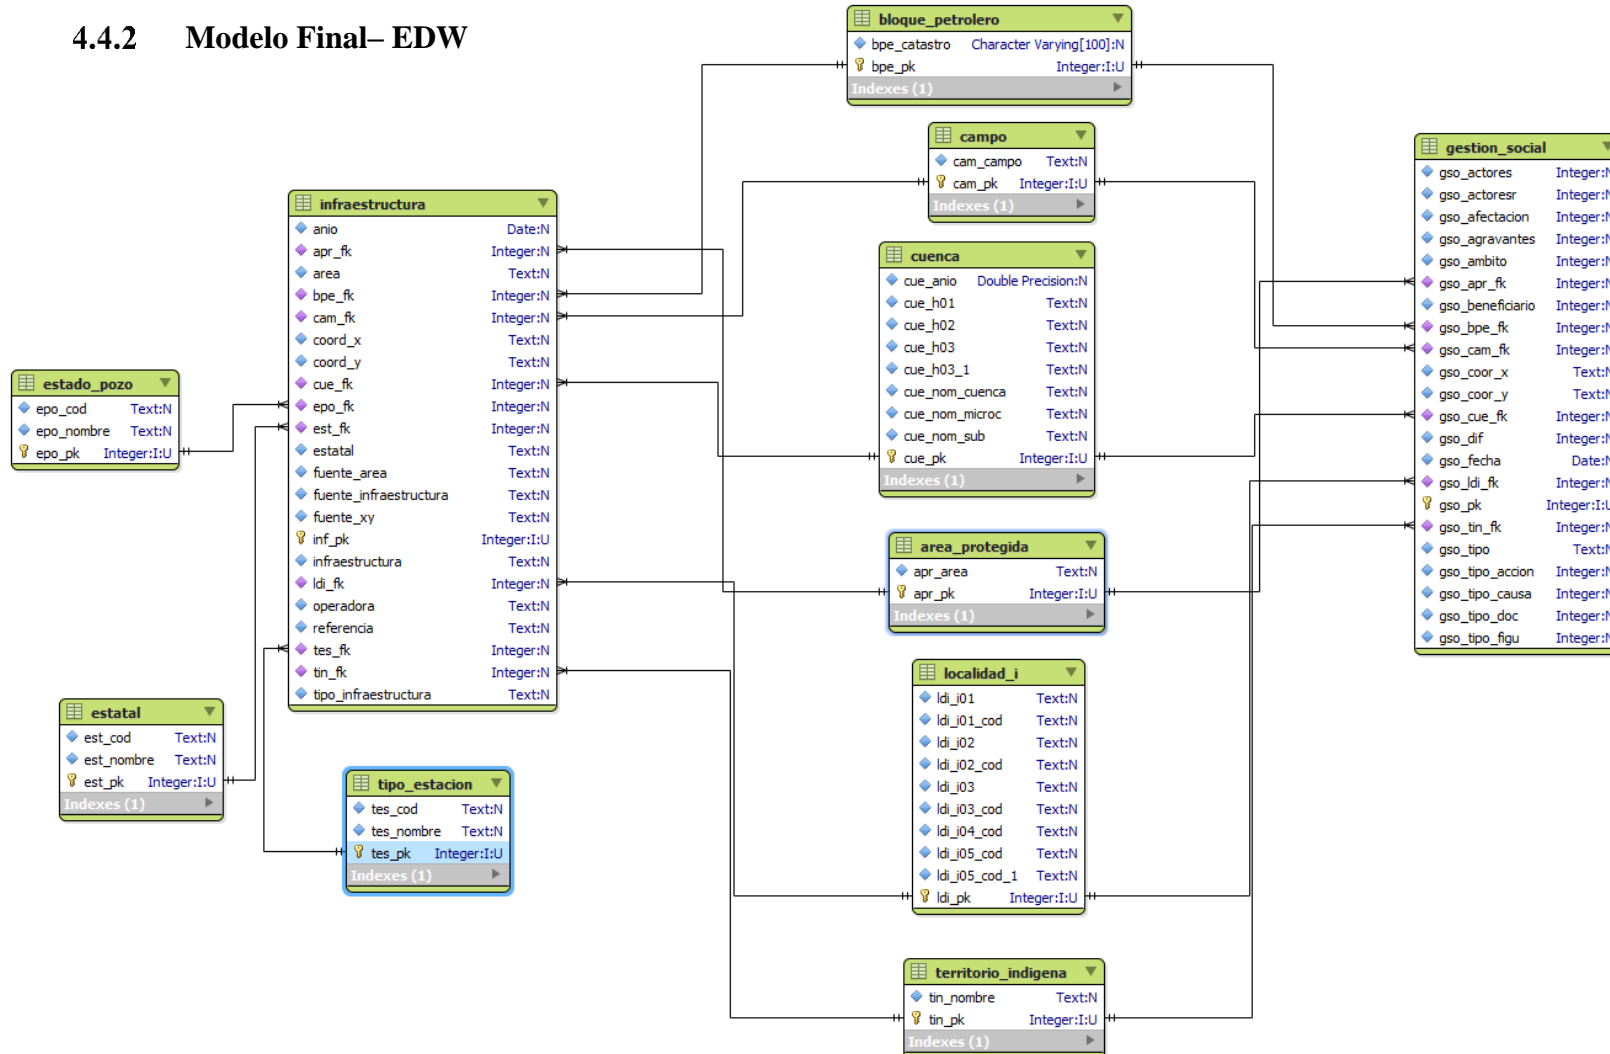 4.4.2 Modelo Final– EDW
bloque_petrolero
bpe_catastro Character Varying[100]:N
bpe_pk Integer:I:U
Indexes (1)
campo
cam_campo Text:N
cam_pk Integer:I:U
Indexes (1)
cuenca
cue_anio Double Precision:N
cue_h01 Text:N
cue_h02 Text:N
cue_h03 Text:N
cue_h03_1 Text:N
cue_nom_cuenca Text:N
cue_nom_microc Text:N
cue_nom_sub Text:N
cue_pk Integer:I:U
Indexes (1)
area_protegida
apr_area Text:N
apr_pk Integer:I:U
Indexes (1)
localidad_i
ldi_i01 Text:N
ldi_i01_cod Text:N
ldi_i02 Text:N
ldi_i02_cod Text:N
ldi_i03 Text:N
ldi_i03_cod Text:N
ldi_i04_cod Text:N
ldi_i05_cod Text:N
ldi_i05_cod_1 Text:N
ldi_pk Integer:I:U
territorio_indigena
tin_nombre Text:N
tin_pk Integer:I:U
Indexes (1)
infraestructura
anio Date:N
apr_fk Integer:N
area Text:N
bpe_fk Integer:N
cam_fk Integer:N
coord_x Text:N
coord_y Text:N
cue_fk Integer:N
epo_fk Integer:N
est_fk Integer:N
estatal Text:N
fuente_area Text:N
fuente_infraestructura Text:N
fuente_xy Text:N
inf_pk Integer:I:U
infraestructura Text:N
ldi_fk Integer:N
operadora Text:N
referencia Text:N
tes_fk Integer:N
tin_fk Integer:N
tipo_infraestructura Text:N
estado_pozo
epo_cod Text:N
epo_nombre Text:N
epo_pk Integer:I:U
estatal
est_cod Text:N
est_nombre Text:N
est_pk Integer:I:U
Indexes (1)
tipo_estacion
tes_cod Text:N
tes_nombre Text:N
tes_pk Integer:I:U
Indexes (1)
gestion_social
gso_actores Integer:N
gso_actoresr Integer:N
gso_afectacion Integer:N
gso_agravantes Integer:N
gso_ambito Integer:N
gso_apr_fk Integer:N
gso_beneficiario Integer:N
gso_bpe_fk Integer:N
gso_cam_fk Integer:N
gso_coor_x Text:N
gso_coor_y Text:N
gso_cue_fk Integer:N
gso_dif Integer:N
gso_fecha Date:N
gso_ldi_fk Integer:N
gso_pk Integer:I:U
gso_tin_fk Integer:N
gso_tipo Text:N
gso_tipo_accion Integer:N
gso_tipo_causa Integer:N
gso_tipo_doc Integer:N
gso_tipo_figu Integer:N